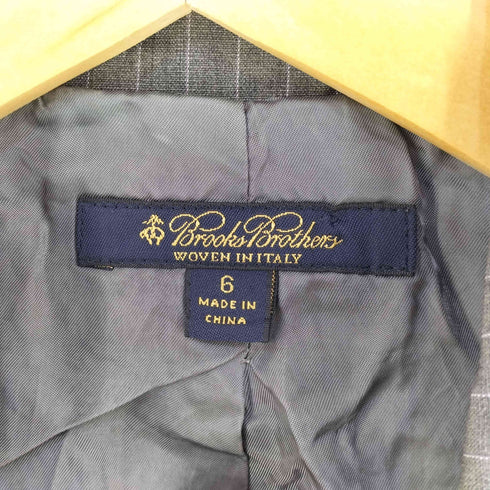 Brooks Brothers
WOVEN IN ITALY
6
MADE IN
CHINA